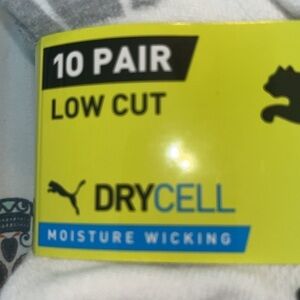 10 PAIR
LOW CUT
DRYCELL
MOISTURE WICKING